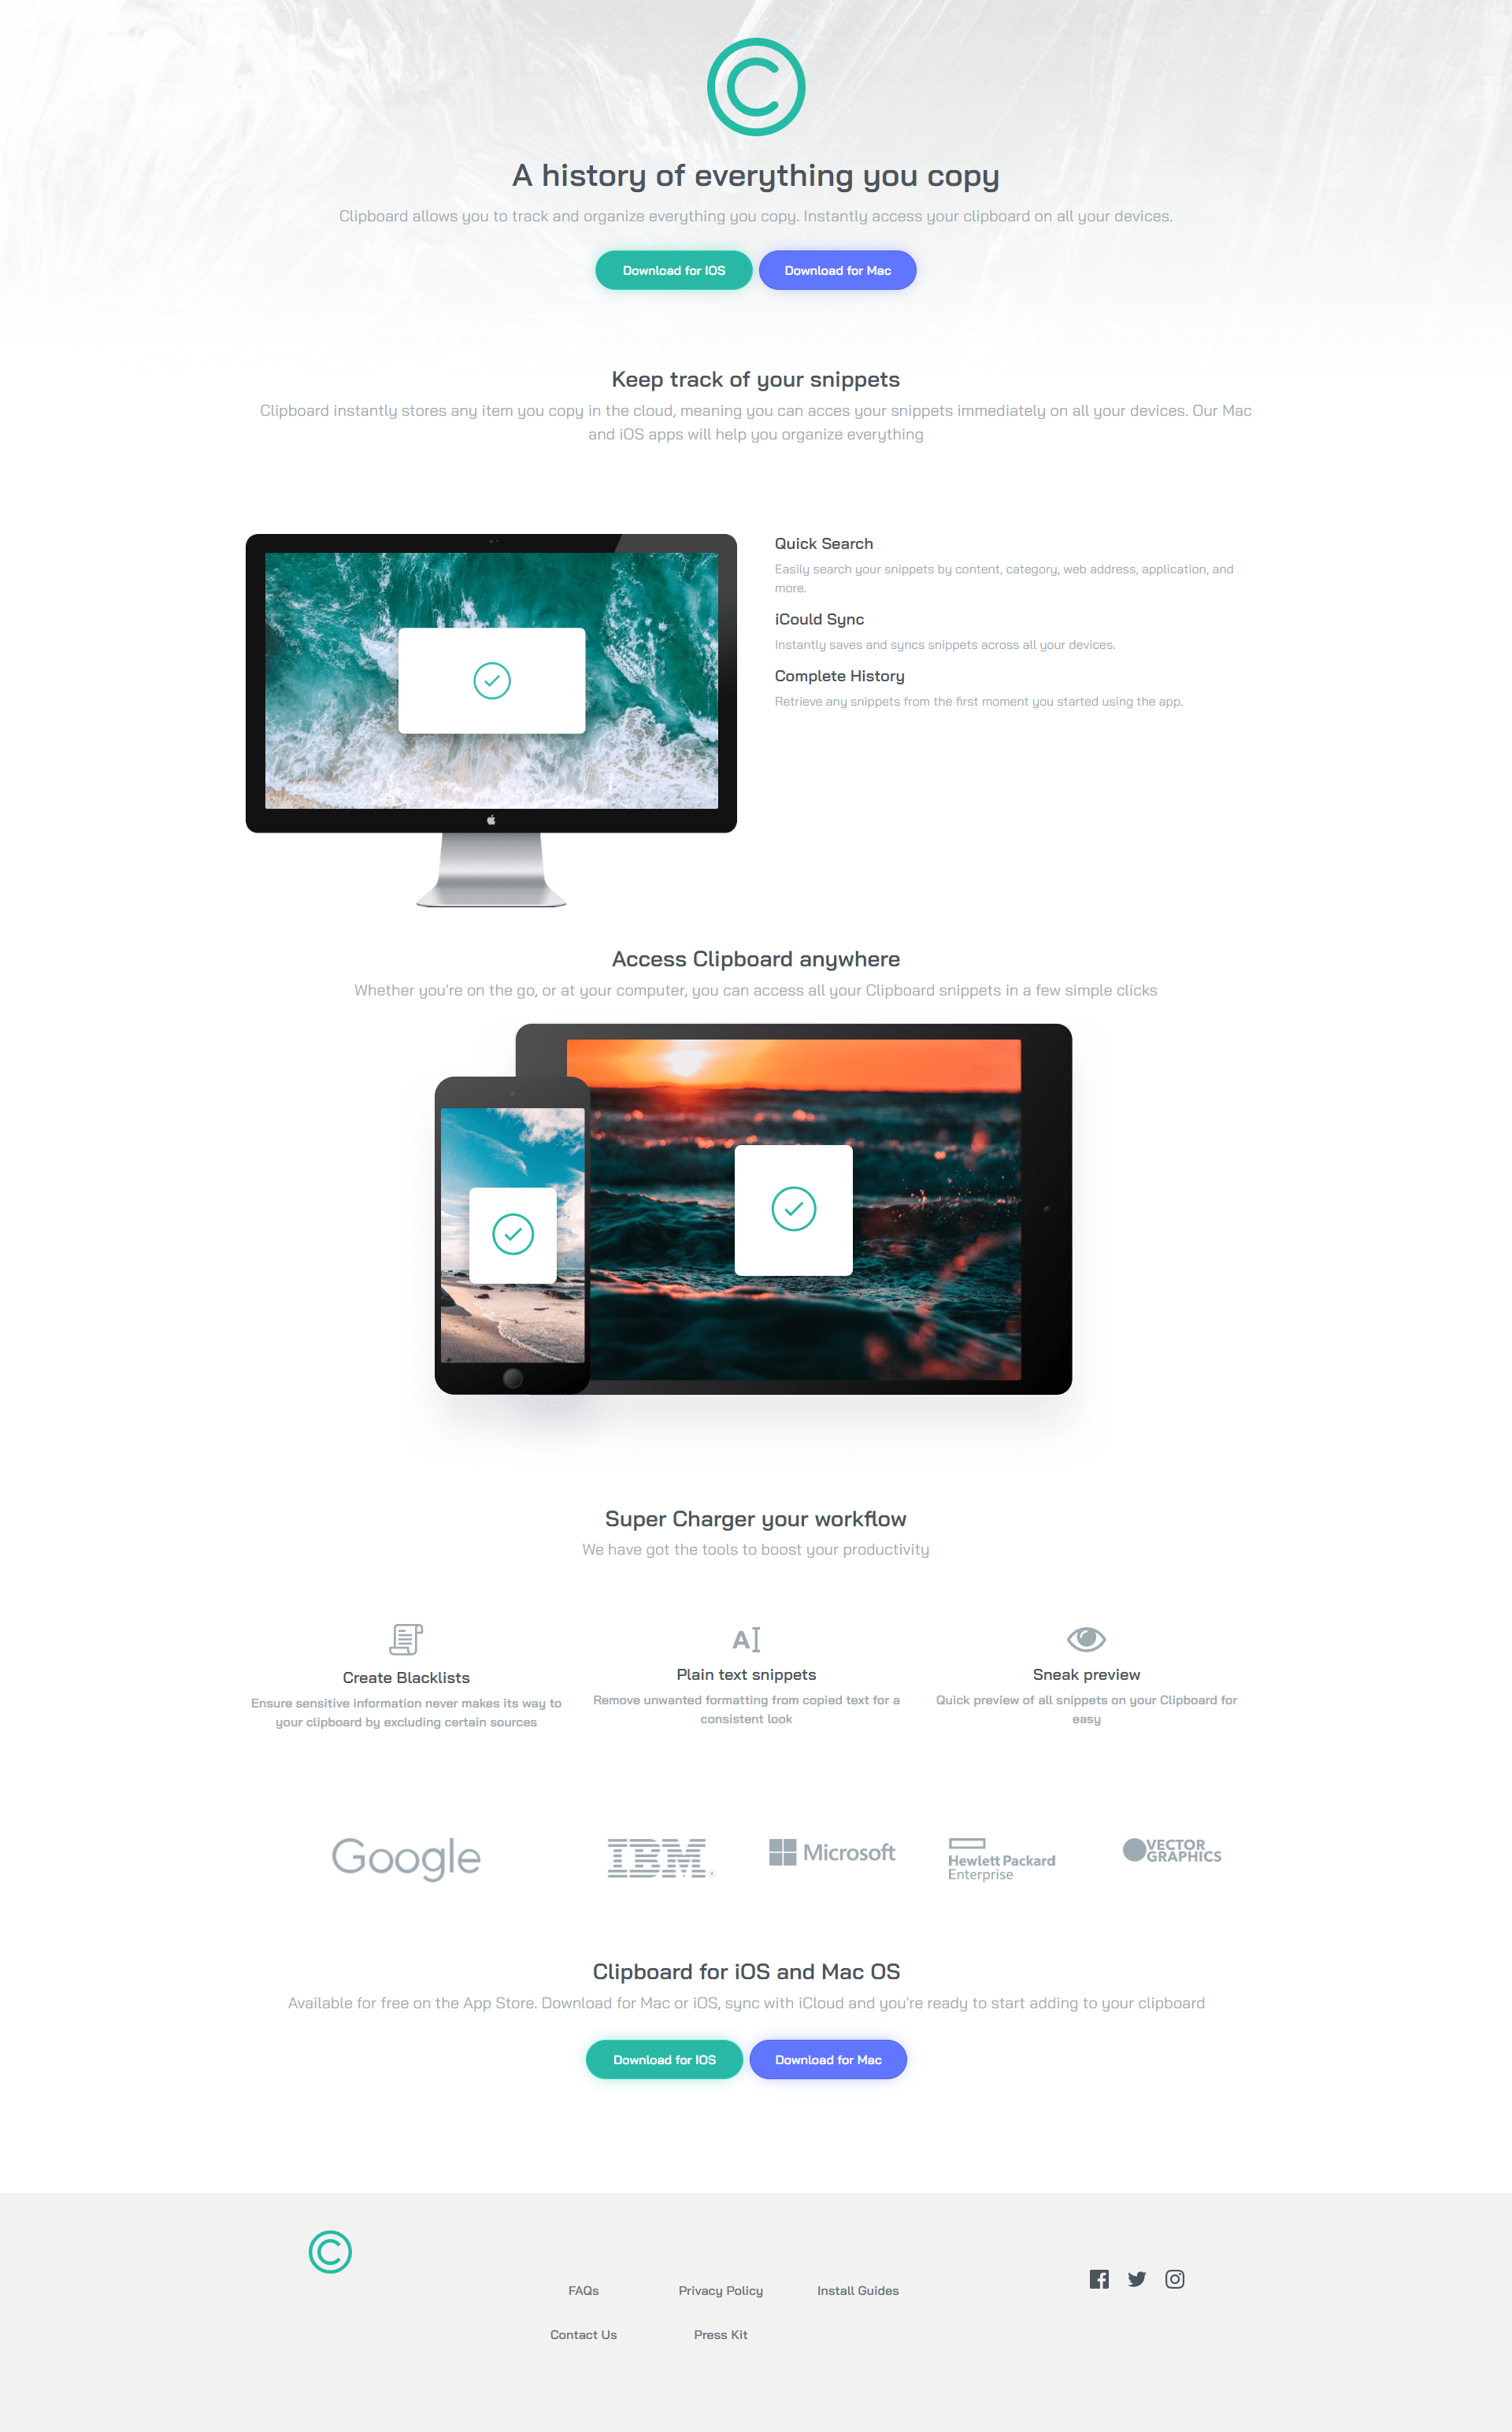 A history of everything you copy
Clipboard allows you to track and organize everything you copy. Instantly access your clipboard on all your devices.
Download for IOS
Download for Mac
Keep track of your snippets
Clipboard instantly stores any item you copy in the cloud, meaning you can acces your snippets immediately on all your devices. Our Mac
and iOS apps will help you organize everything
Quick Search
Easily search your snippets by content, category, web address, application, and
more.
iCould Sync
Instantly saves and syncs snippets across all your devices.
Complete History
Retrieve any snippets from the first moment you started using the app.
Access Clipboard anywhere
Whether you're on the go, or at your computer, you can access all your Clipboard snippets in a few simple clicks
Super Charger your workflow
We have got the tools to boost your productivity
Create Blacklists
Ensure sensitive information never makes its way to
your clipboard by excluding certain sources
Plain text snippets
Remove unwanted formatting from copied text for a
consistent look
Sneak preview
Quick preview of all snippets on your Clipboard for
easy
Google
IBM®
Microsoft
Hewlett Packard
Enterprise
VECTOR
GRAPHICS
Clipboard for iOS and Mac OS
Available for free on the App Store. Download for Mac or iOS, sync with iCloud and you're ready to start adding to your clipboard
Download for IOS
Download for Mac
FAQs
Privacy Policy
Install Guides
Contact Us
Press Kit